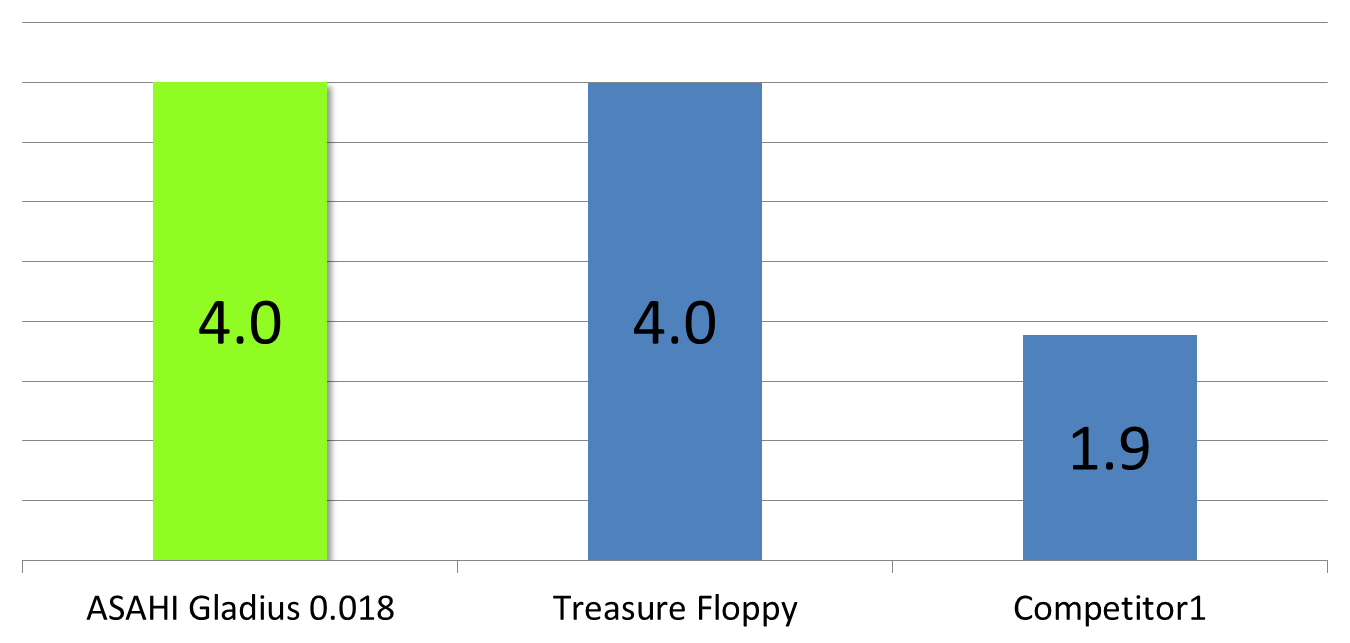 4.0
4.0
1.9
ASAHI Gladius 0.018
Treasure Floppy
Competitor1